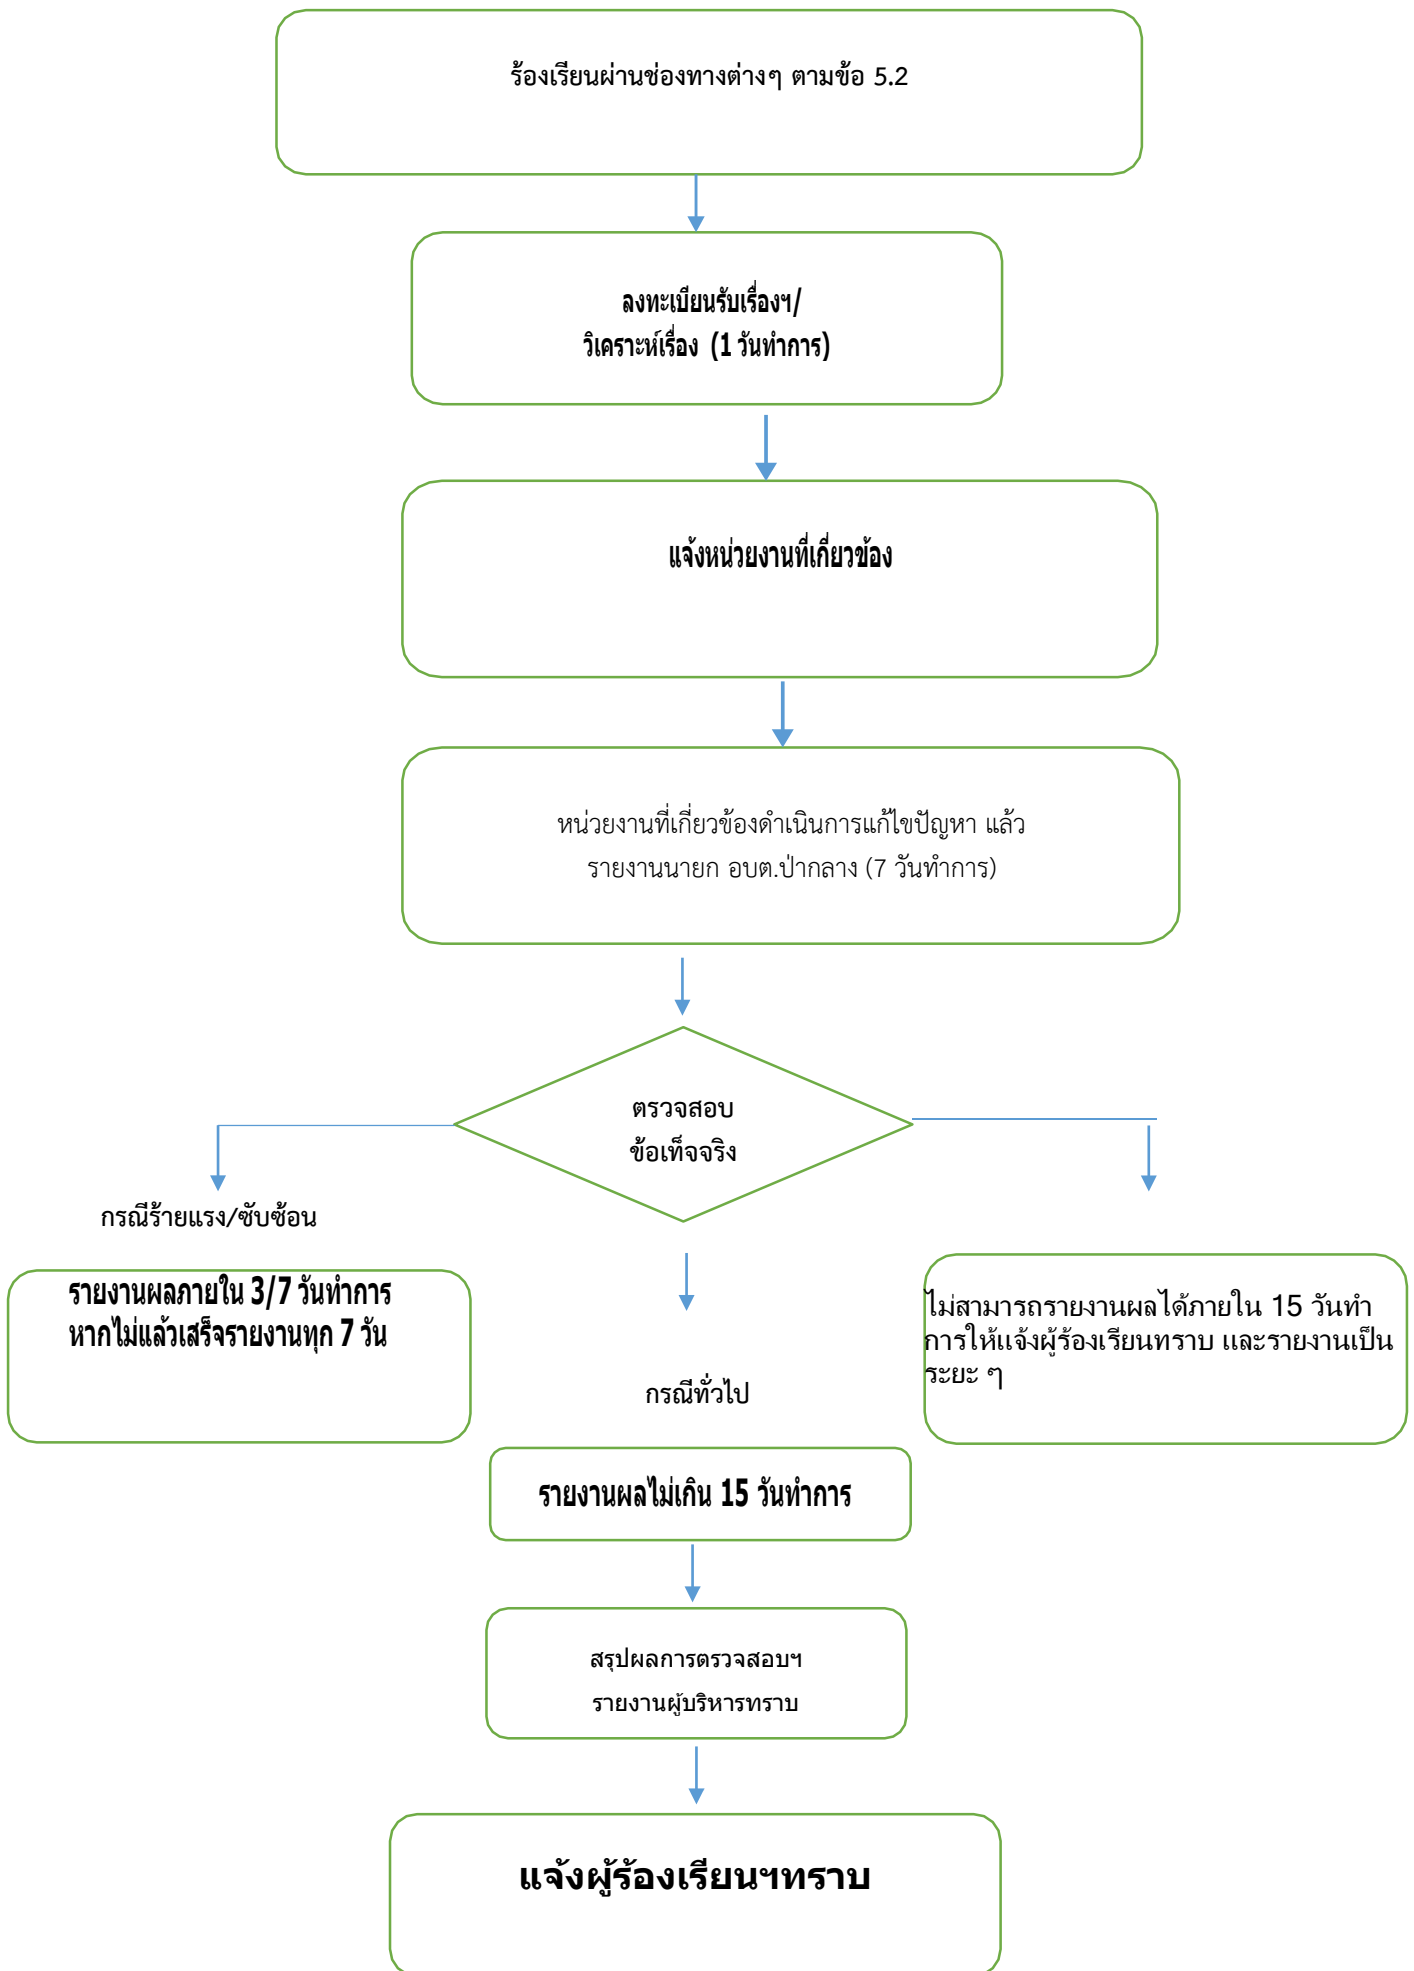 ร้องเรียนผ่านช่องทางต่างๆ ตามข้อ 5.2
ลงทะเบียนรับเรื่องฯ/
วิเคราะห์เรื่อง (1 วันทำการ)
แจ้งหน่วยงานที่เกี่ยวข้อง
หน่วยงานที่เกี่ยวข้องดำเนินการแก้ไขปัญหา แล้ว
รายงานนายก อบต.ป่ากลาง (7 วันทำการ)
ตรวจสอบ
ข้อเท็จจริง
กรณีร้ายแรง/ซับซ้อน
รายงานผลภายใน 3/7 วันทำการ
หากไม่แล้วเสร็จรายงานทุก 7 วัน
ไม่สามารถรายงานผลได้ภายใน 15 วันทำ
การให้แจ้งผู้ร้องเรียนทราบ และรายงานเป็น
ระยะ ๆ
กรณีทั่วไป
รายงานผลไม่เกิน 15 วันทำการ
สรุปผลการตรวจสอบฯ
รายงานผู้บริหารทราบ
แจ้งผู้ร้องเรียนฯทราบ